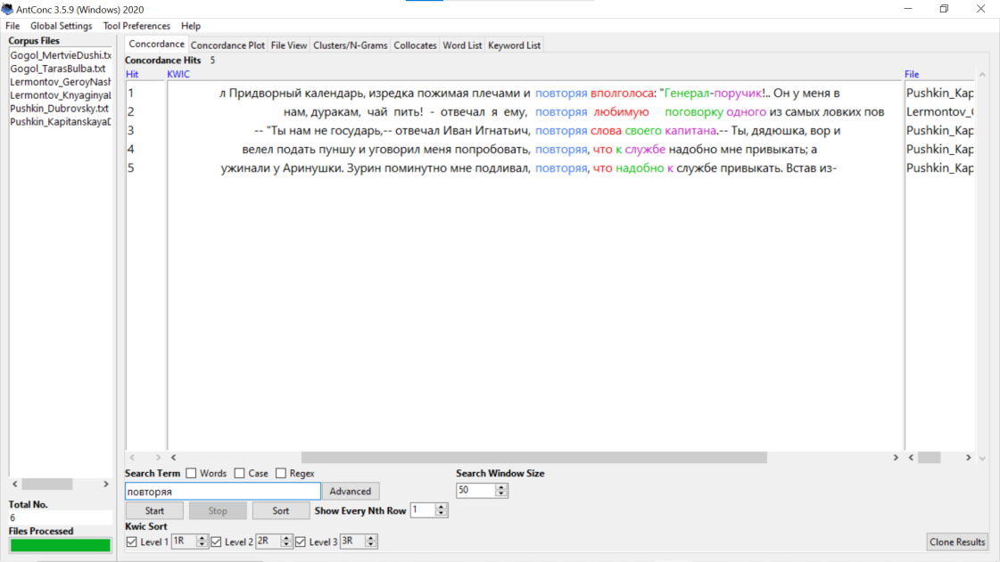 AntConc 3.5.9 (Windows) 2020
File Global Settings Tool Preferences Help
Corpus Files
Gogol_MertvieDushi.tx
Gogol_TarasBulba.txt
Lermontov_GeroyNash
Lermontov_Knyaginyal
Pushkin_Dubrovsky.txt
Pushkin_KapitanskayaD
Total No.
6
Files Processed
Concordance Concordance Plot File View Clusters/N-Grams Collocates Word List Keyword List
Concordance Hits 5
Hit KWIC File
1 л Придворный календарь, изредка пожимая плечами и повторяя вполголоса: "Генерал-поручик!.. Он у меня в Pushkin_Kap
2 нам, дуракам, чай пить! - отвечал я ему, повторяя любимую поговорку одного из самых ловких пов Lermontov_
3 -- "Ты нам не государь,-- отвечал Иван Игнатьич, повторяя слова своего капитана.-- Ты, дядюшка, вор и Pushkin_Kap
4 велел подать пуншу и уговорил меня попробовать, повторяя, что к службе надобно мне привыкать; а Pushkin_Kap
5 ужинали у Аринушки. Зурин поминутно мне подливал, повторяя, что надобно к службе привыкать. Встав из- Pushkin_Kap
Search Term Words Case Regex Search Window Size
повторяя Advanced 50
Start Stop Sort Show Every Nth Row 1
Kwic Sort
Level 1 1R Level 2 2R Level 3 3R Clone Results